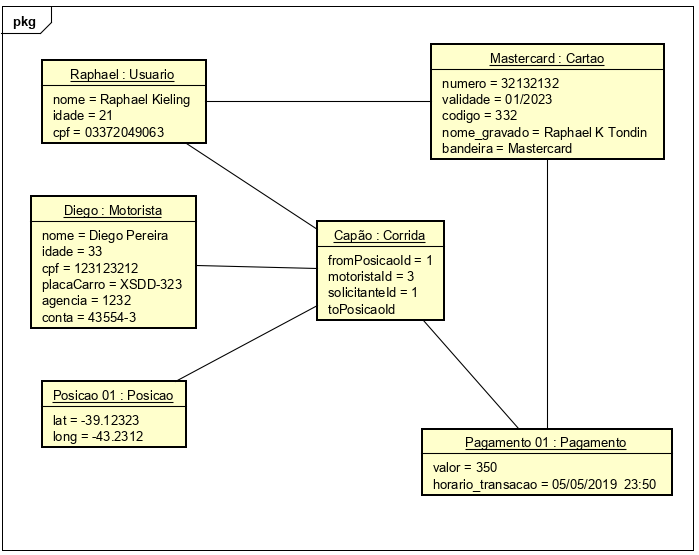 pkg
Raphael : Usuario
nome = Raphael Kieling
idade = 21
cpf = 03372049063
Mastercard : Cartao
numero = 32132132
validade = 01/2023
codigo = 332
nome_gravado = Raphael K Tondin
bandeira = Mastercard
Diego : Motorista
nome = Diego Pereira
idade = 33
cpf = 123123212
placaCarro = XSDD-323
agencia = 1232
conta = 43554-3
Capão : Corrida
fromPosicaoId = 1
motoristaId = 3
solicitanteId = 1
toPosicaoId
Posicao 01 : Posicao
lat = -39.12323
long = -43.2312
Pagamento 01 : Pagamento
valor = 350
horario_transacao = 05/05/2019  23:50